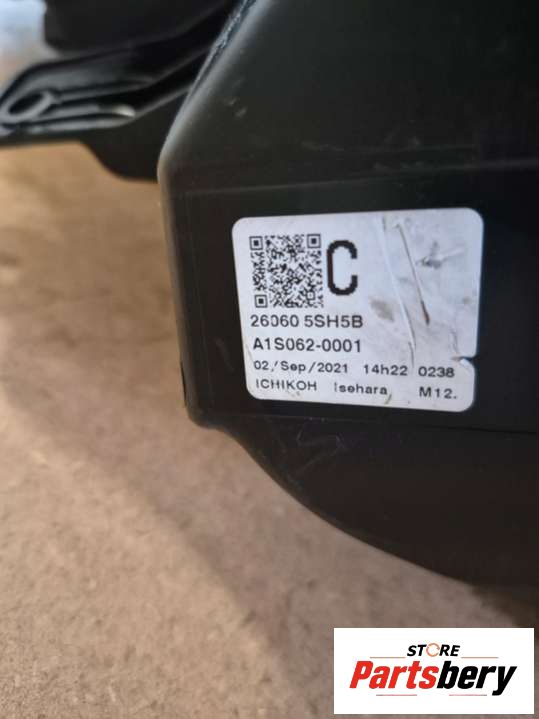 C
26060 5SH5B
A1S062-0001
02/Sep/2021 14h22 0238
ICHIKOH Isehara M12.
STORE
Partsbery